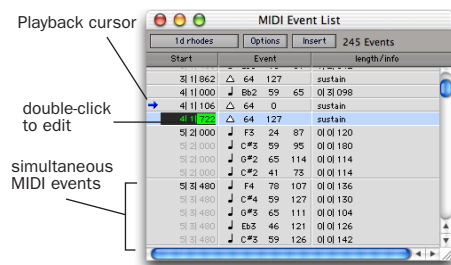 MIDI Event List
Playback cursor
1d rhodes Options Insert 245 Events
Start Event length/info
3| 1| 862 64 127 sustain
4| 1| 000 Bb2 59 65 0| 3| 098
4| 1| 106 64 0 sustain
double-click
to edit
4| 1| 722 64 127 sustain
5| 2| 000 F3 24 87 0| 0| 120
5| 2| 000 C#3 59 95 0| 0| 180
5| 2| 000 G#2 65 114 0| 0| 114
5| 2| 000 C#2 41 73 0| 0| 114
simultaneous
MIDI events
5| 3| 480 F4 78 107 0| 0| 136
5| 3| 480 C#4 59 127 0| 0| 130
5| 3| 480 G#3 65 111 0| 0| 104
5| 3| 480 Eb3 46 121 0| 0| 126
5| 3| 480 C#3 59 126 0| 0| 142